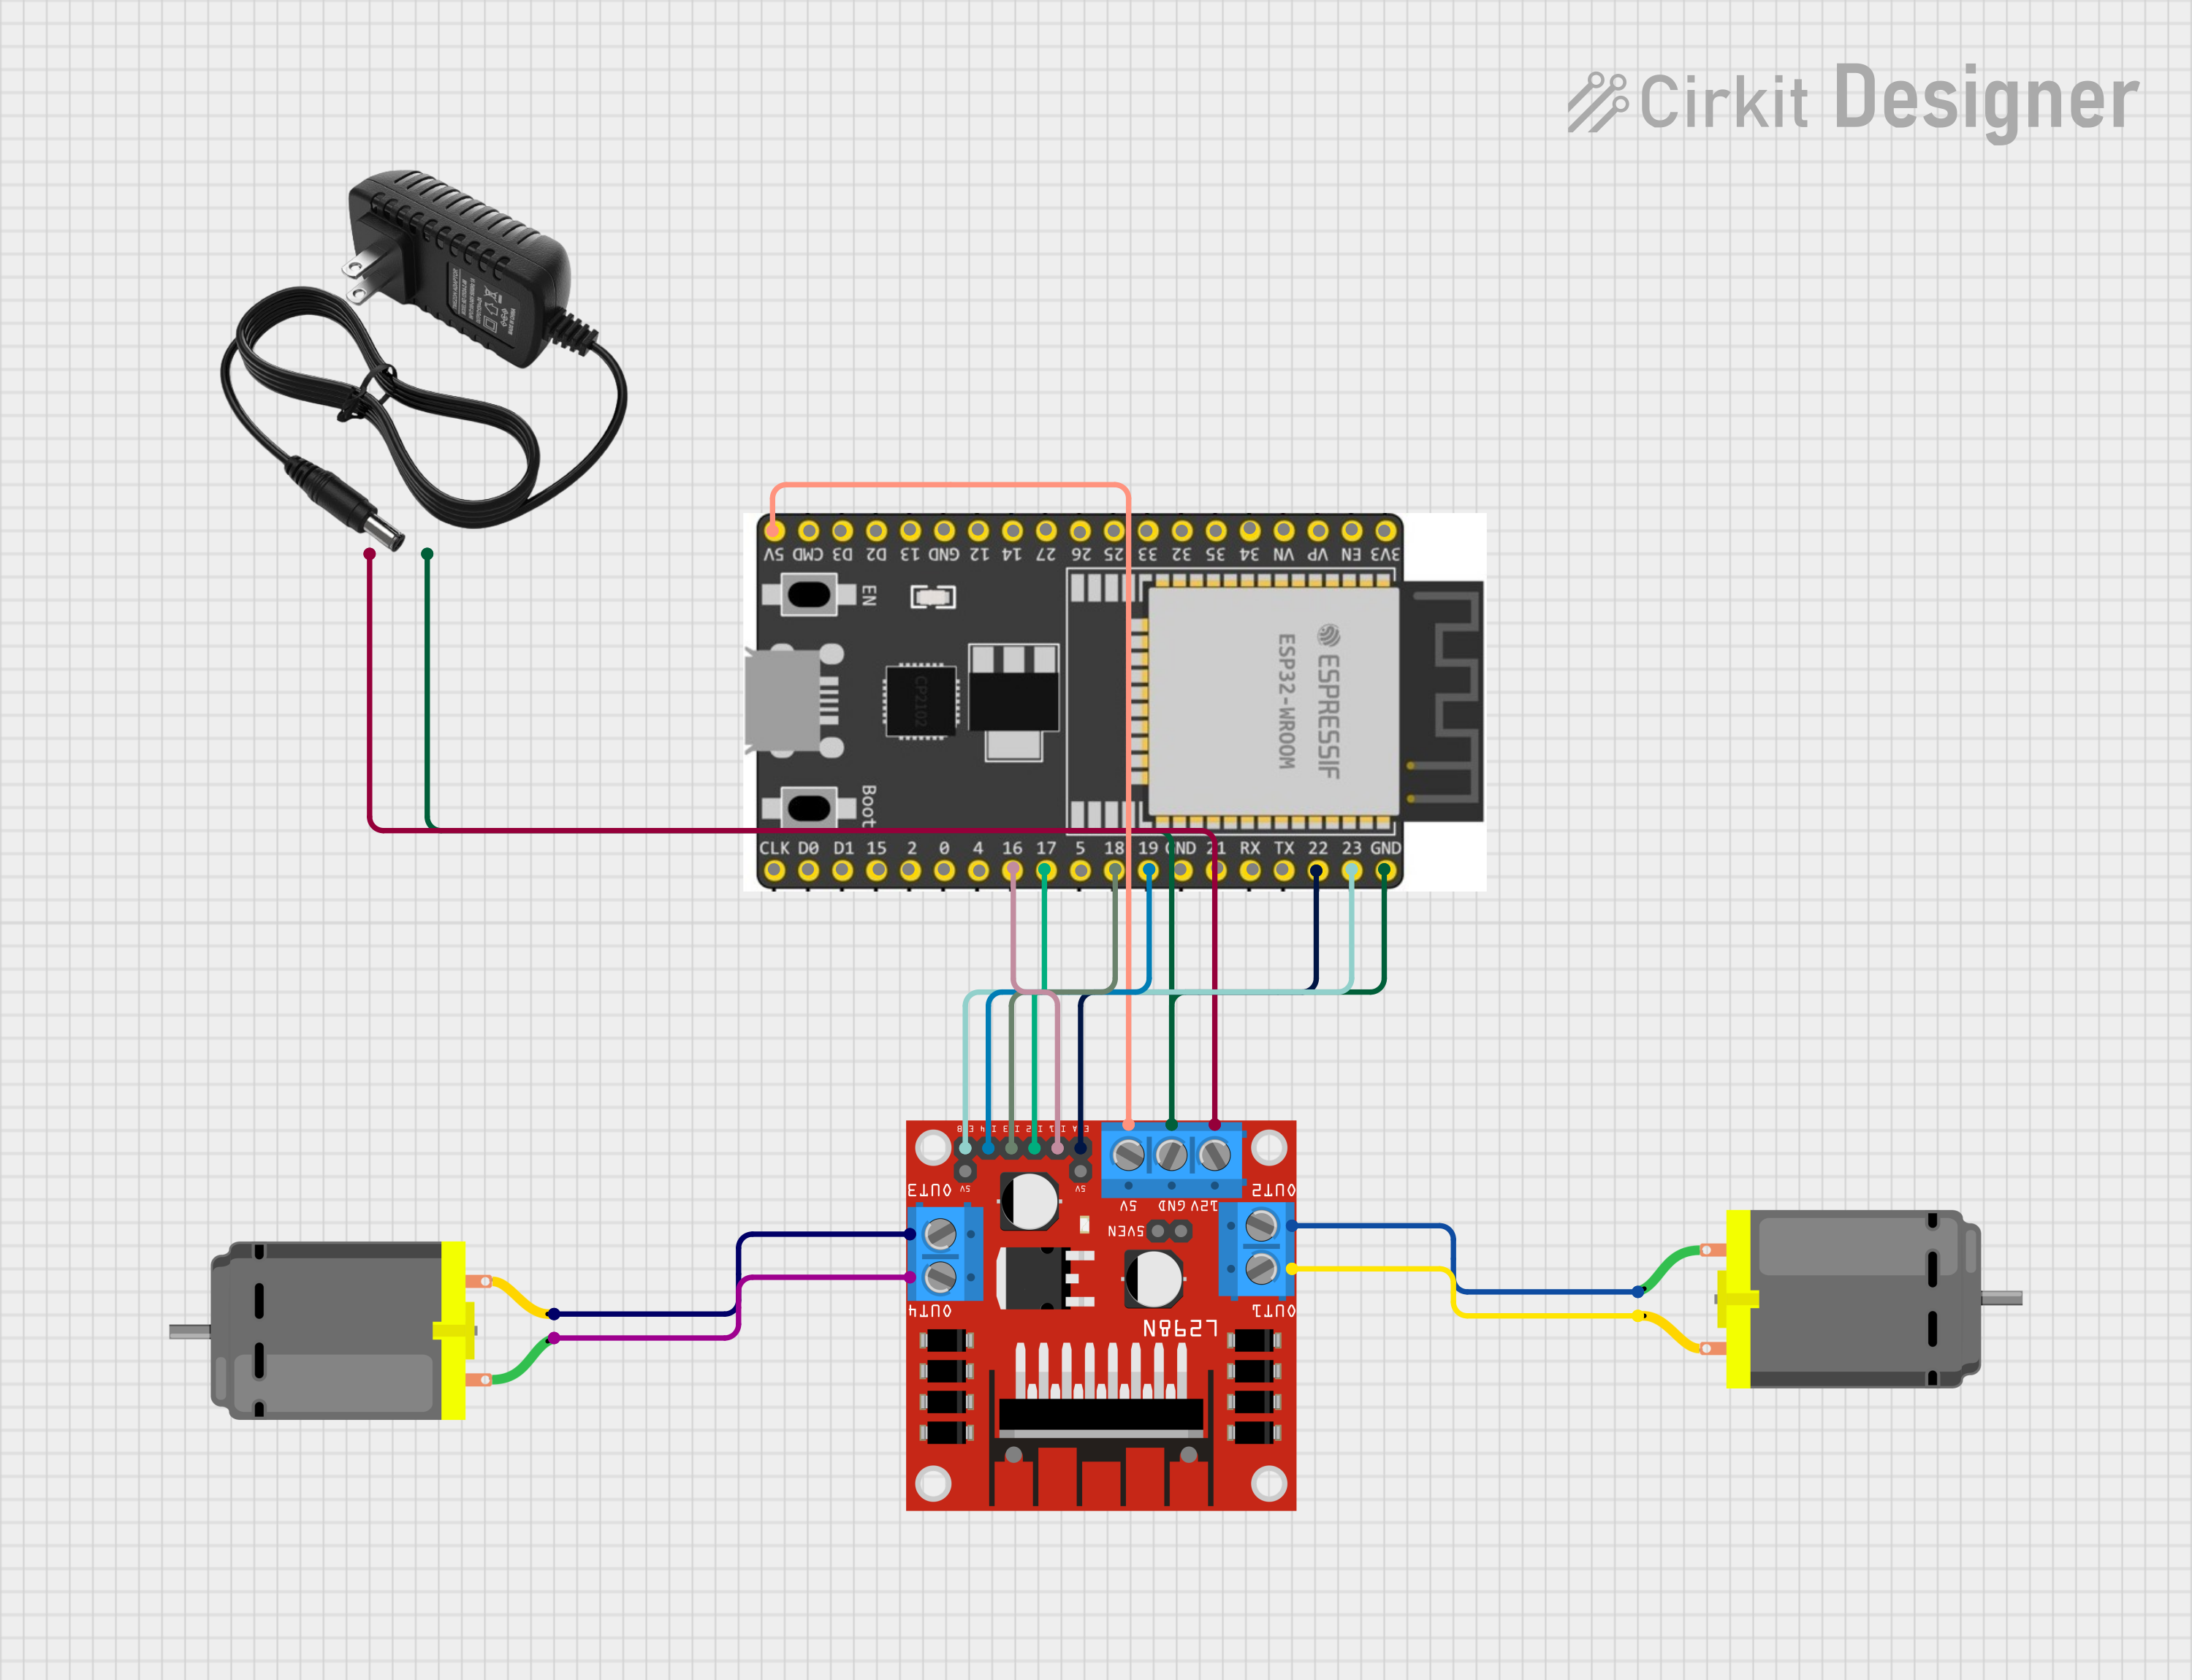 Cirkit Designer
5V CMD D3 D2 13 GND 12 14 27 26 25 33 32 35 34 VN VP EN 3V3
EN
CP2102
ESPRESSIF
ESP32-WROOM
Boot
CLK D0 D1 15 2 0 4 16 17 5 18 19 GND 21 RX TX 22 23 GND
5V
5V
5V GND 12V
OUT3
OUT2
5VEN
OUT4
OUT1
L298N